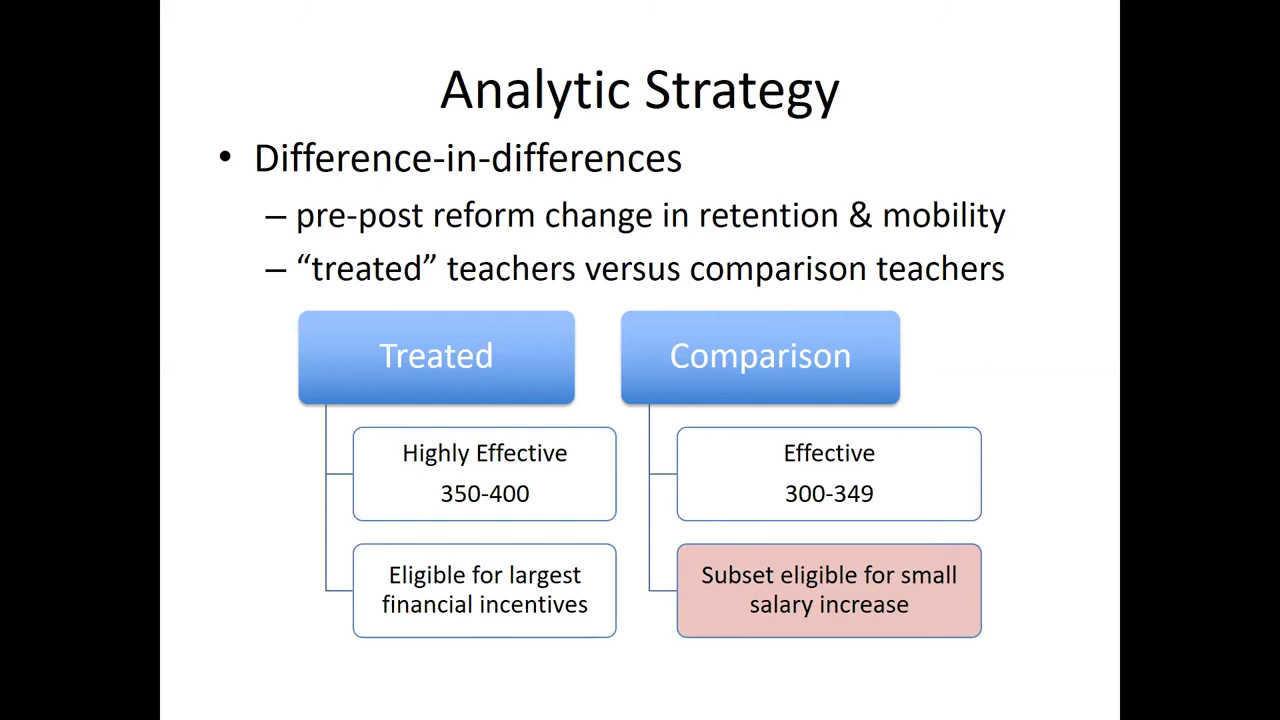 Analytic Strategy
• Difference-in-differences
– pre-post reform change in retention & mobility
– “treated” teachers versus comparison teachers
Treated
Highly Effective
350-400
Eligible for largest
financial incentives
Comparison
Effective
300-349
Subset eligible for small
salary increase